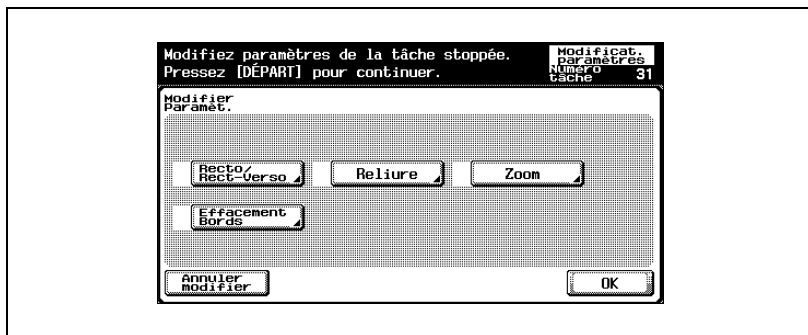 Modifiez paramètres de la tâche stoppée.
Pressez [DÉPART] pour continuer.
Modificat.
paramètres
Numéro
tâche 31
Modifier
Paramét.
Recto/
Rect-Verso
Reliure
Zoom
Effacement
Bords
Annuler
modifier
OK